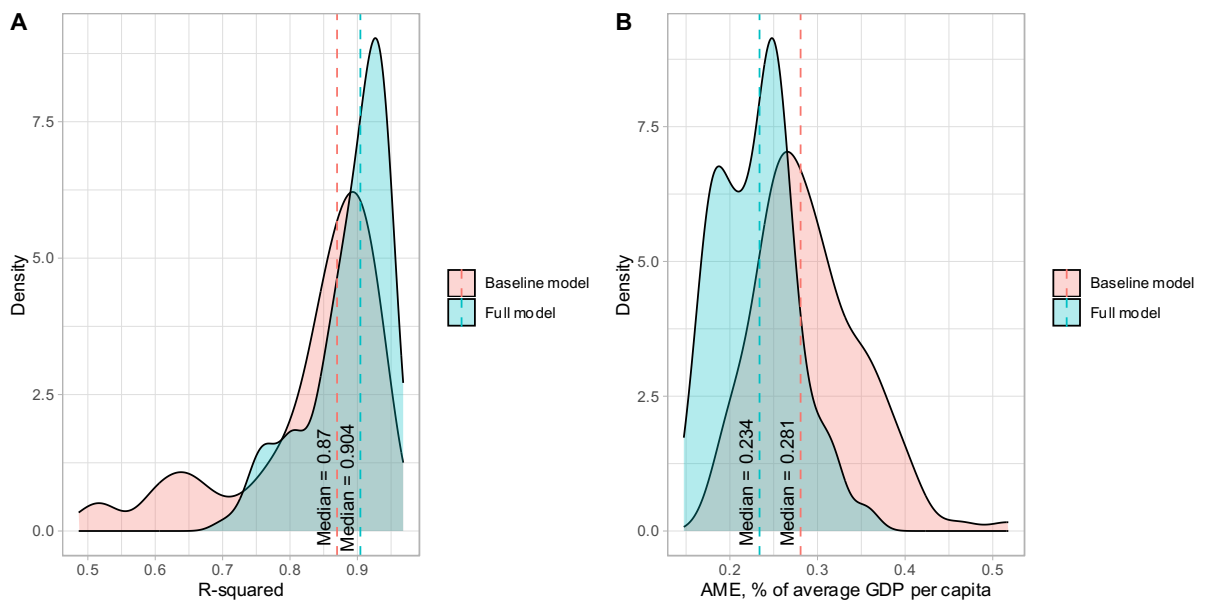 A
Density
7.5
5.0
2.5
0.0
Median = 0.87
Median = 0.904
0.5 0.6 0.7 0.8 0.9
R-squared
Baseline model
Full model
B
Density
7.5
5.0
2.5
0.0
Median = 0.234
Median = 0.281
0.2 0.3 0.4 0.5
AME, % of average GDP per capita
Baseline model
Full model